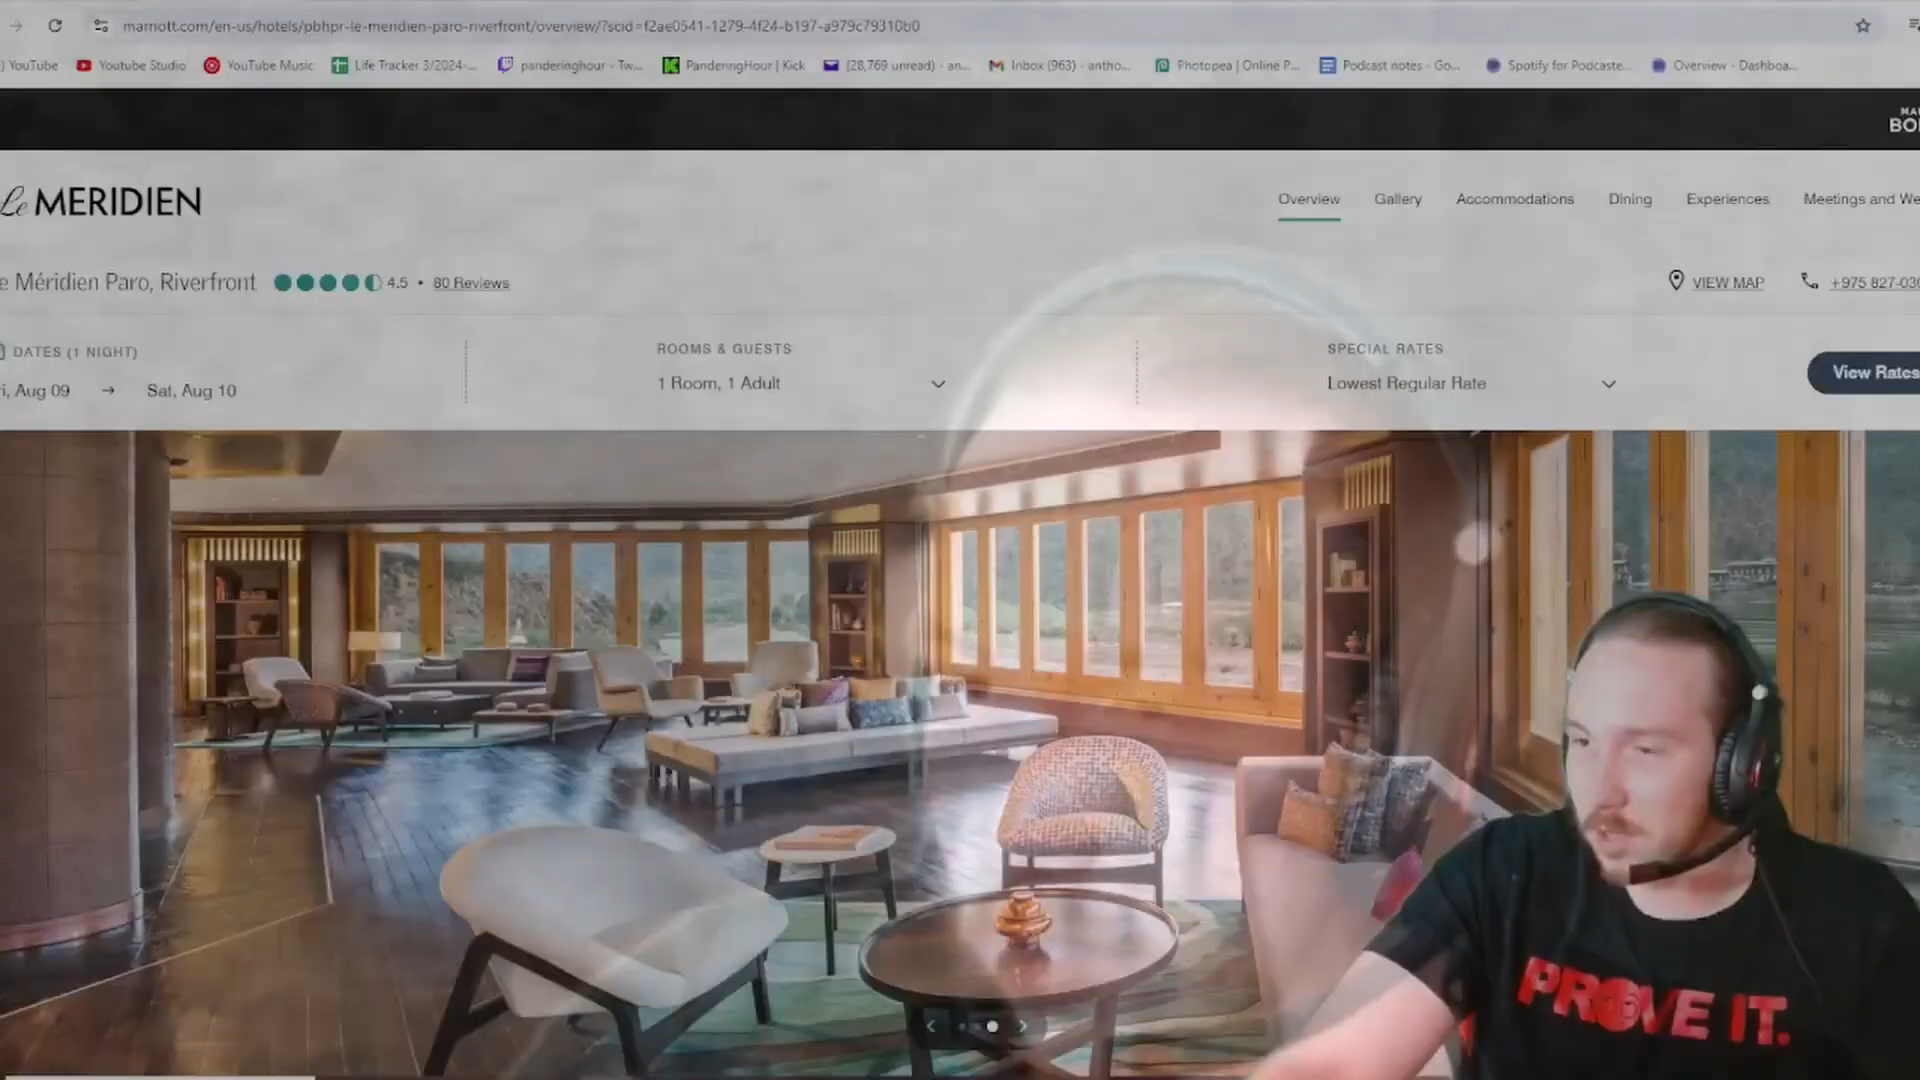 marriott.com/en-us/hotels/pbhpr-le-meridien-paro-riverfront/overview/?scid=f2ae0541-1279-4f24-b197-a979c79310b0
) YouTube Youtube Studio YouTube Music Life Tracker 3/2024-... panderinghour - Tw... PanderingHour | Kick (28,769 unread) - an... Inbox (963) - antho... Photopea | Online P... Podcast notes - Go... Spotify for Podcaste... Overview - Dashboa...
Le MERIDIEN
Overview Gallery Accommodations Dining Experiences Meetings and We
e Méridien Paro, Riverfront 4.5 • 80 Reviews
VIEW MAP +975 827-030
DATES (1 NIGHT)
ROOMS & GUESTS
SPECIAL RATES
i, Aug 09 → Sat, Aug 10
1 Room, 1 Adult
Lowest Regular Rate
View Rates
PROVE IT.